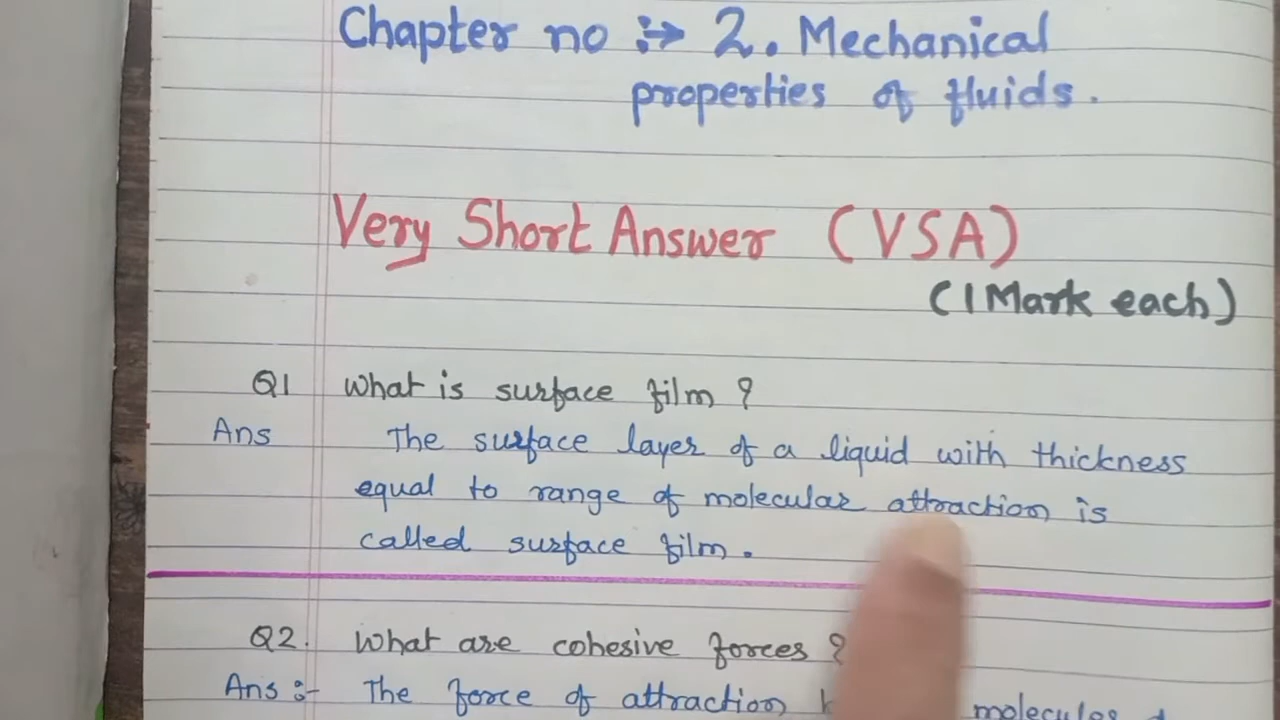 Chapter no :→ 2. Mechanical
properties of fluids.
Very Short Answer (VSA)
(1 Mark each)
Q1 What is surface film ?
Ans The surface layer of a liquid with thickness
equal to range of molecular attraction is
called surface film.
Q2. What are cohesive forces ?
Ans :- The force of attraction molecules